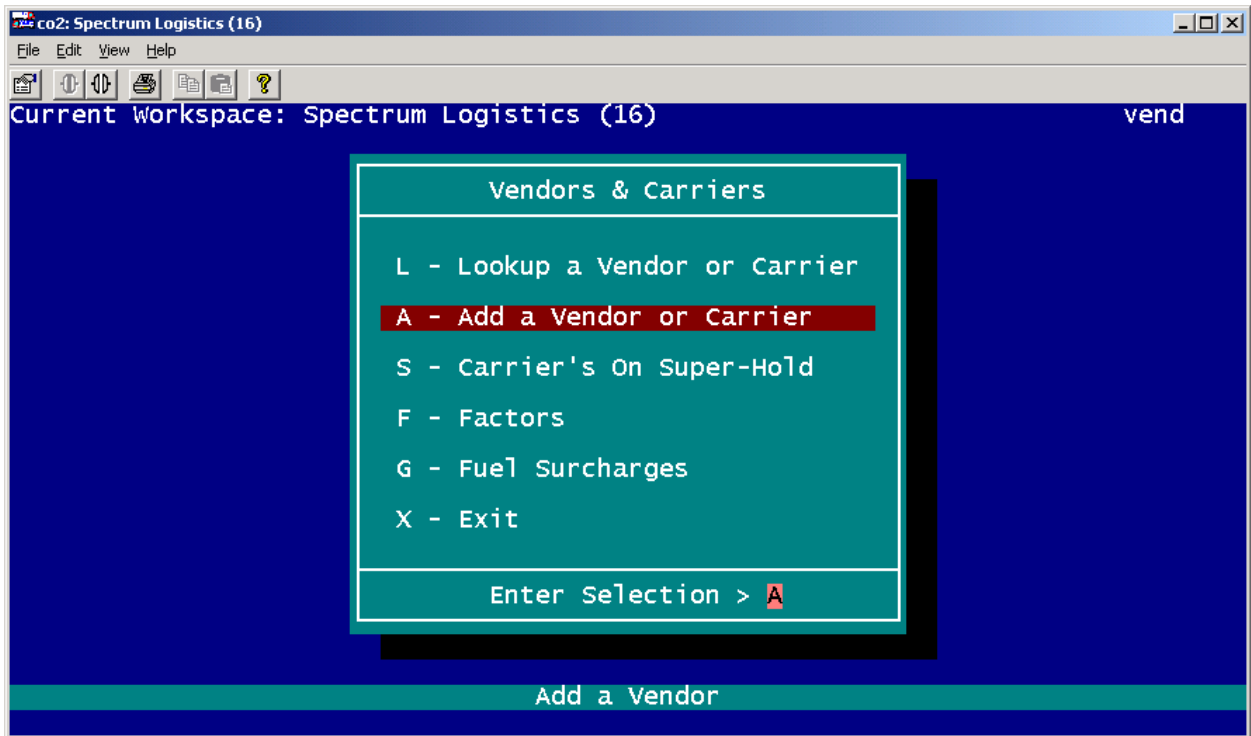 co2: Spectrum Logistics (16)
File Edit View Help
Current Workspace: Spectrum Logistics (16) vend
Vendors & Carriers
L - Lookup a Vendor or Carrier
A - Add a Vendor or Carrier
S - Carrier's On Super-Hold
F - Factors
G - Fuel Surcharges
X - Exit
Enter Selection > A
Add a Vendor